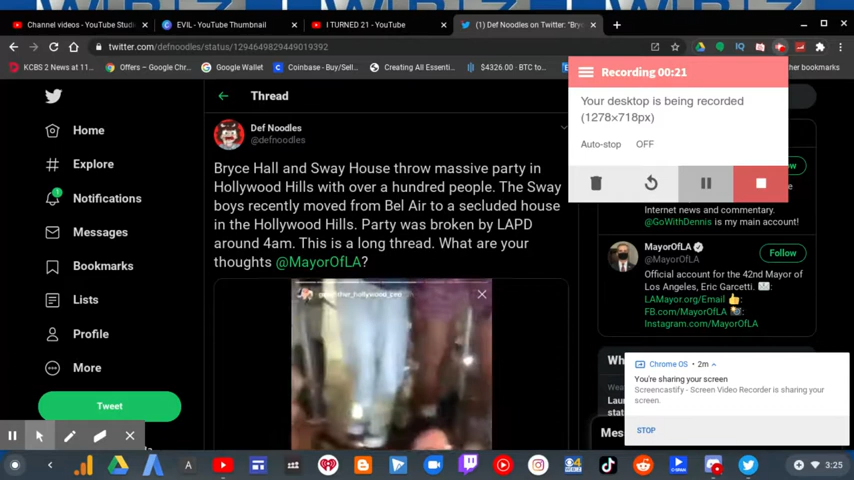 Channel videos - YouTube Studi
EVIL - YouTube Thumbnail
I TURNED 21 - YouTube
(1) Def Noodles on Twitter: "Bryc
twitter.com/defnoodles/status/1294649829449019392
KCBS 2 News at 11...
Offers – Google Chr...
Google Wallet
Coinbase - Buy/Sell...
Creating All Essenti...
$4326.00 - BTC to...
her bookmarks
Recording 00:21
Your desktop is being recorded
(1278×718px)
Auto-stop OFF
Home
Explore
1
Notifications
Messages
Bookmarks
Lists
Profile
More
Tweet
Thread
Def Noodles
@defnoodles
Bryce Hall and Sway House throw massive party in
Hollywood Hills with over a hundred people. The Sway
boys recently moved from Bel Air to a secluded house
in the Hollywood Hills. Party was broken by LAPD
around 4am. This is a long thread. What are your
thoughts @MayorOfLA?
Internet news and commentary.
@GoWithDennis is my main account!
MayorOfLA
@MayorOfLA
Follow
Official account for the 42nd Mayor of
Los Angeles, Eric Garcetti.
LAMayor.org/Email
FB.com/MayorOfLA
Instagram.com/MayorOfLA
Chrome OS • 2m
You're sharing your screen
Screencastify - Screen Video Recorder is sharing your
screen.
STOP
3:25